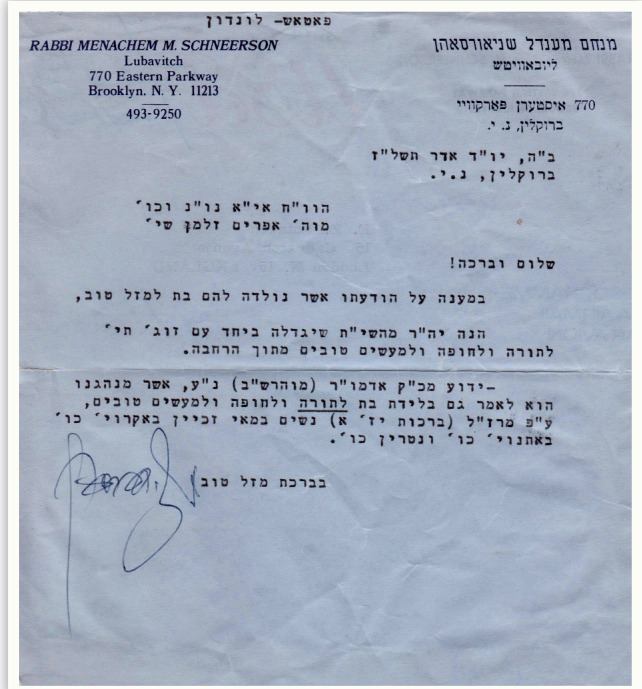 פאטאש- לונדון
RABBI MENACHEM M. SCHNEERSON
Lubavitch
770 Eastern Parkway
Brooklyn. N. Y. 11213
493-9250
מנחם מענדל שניאורסאהן
ליובאוויטש
770 איסטערן פארקוויי
ברוקלין, נ. י.
ב"ה, יו"ד אדר תשל"ז
ברוקלין, נ.י.
הוו"ח אי"א נו"נ וכו'
מוה' אפרים זלמן שי'
שלום וברכה!
במענה על הודעתו אשר נולדה להם בת למזל טוב,
הנה יה"ר מהשי"ת שיגדלה ביחד עם זוג' תי'
לתורה ולחופה ולמעשים טובים מתוך הרחבה.
-ידוע מכ"ק אדמו"ר (מוהרש"ב) נ"ע, אשר מנהגנו
הוא לאמר גם בלידת בת לתורה ולחופה ולמעשים טובים,
ע"פ מרז"ל (ברכות יז' א) נשים במאי זכיין באקרויי' כו'
באתנויי' כו' ונטרין כו'.
בברכת מזל טוב